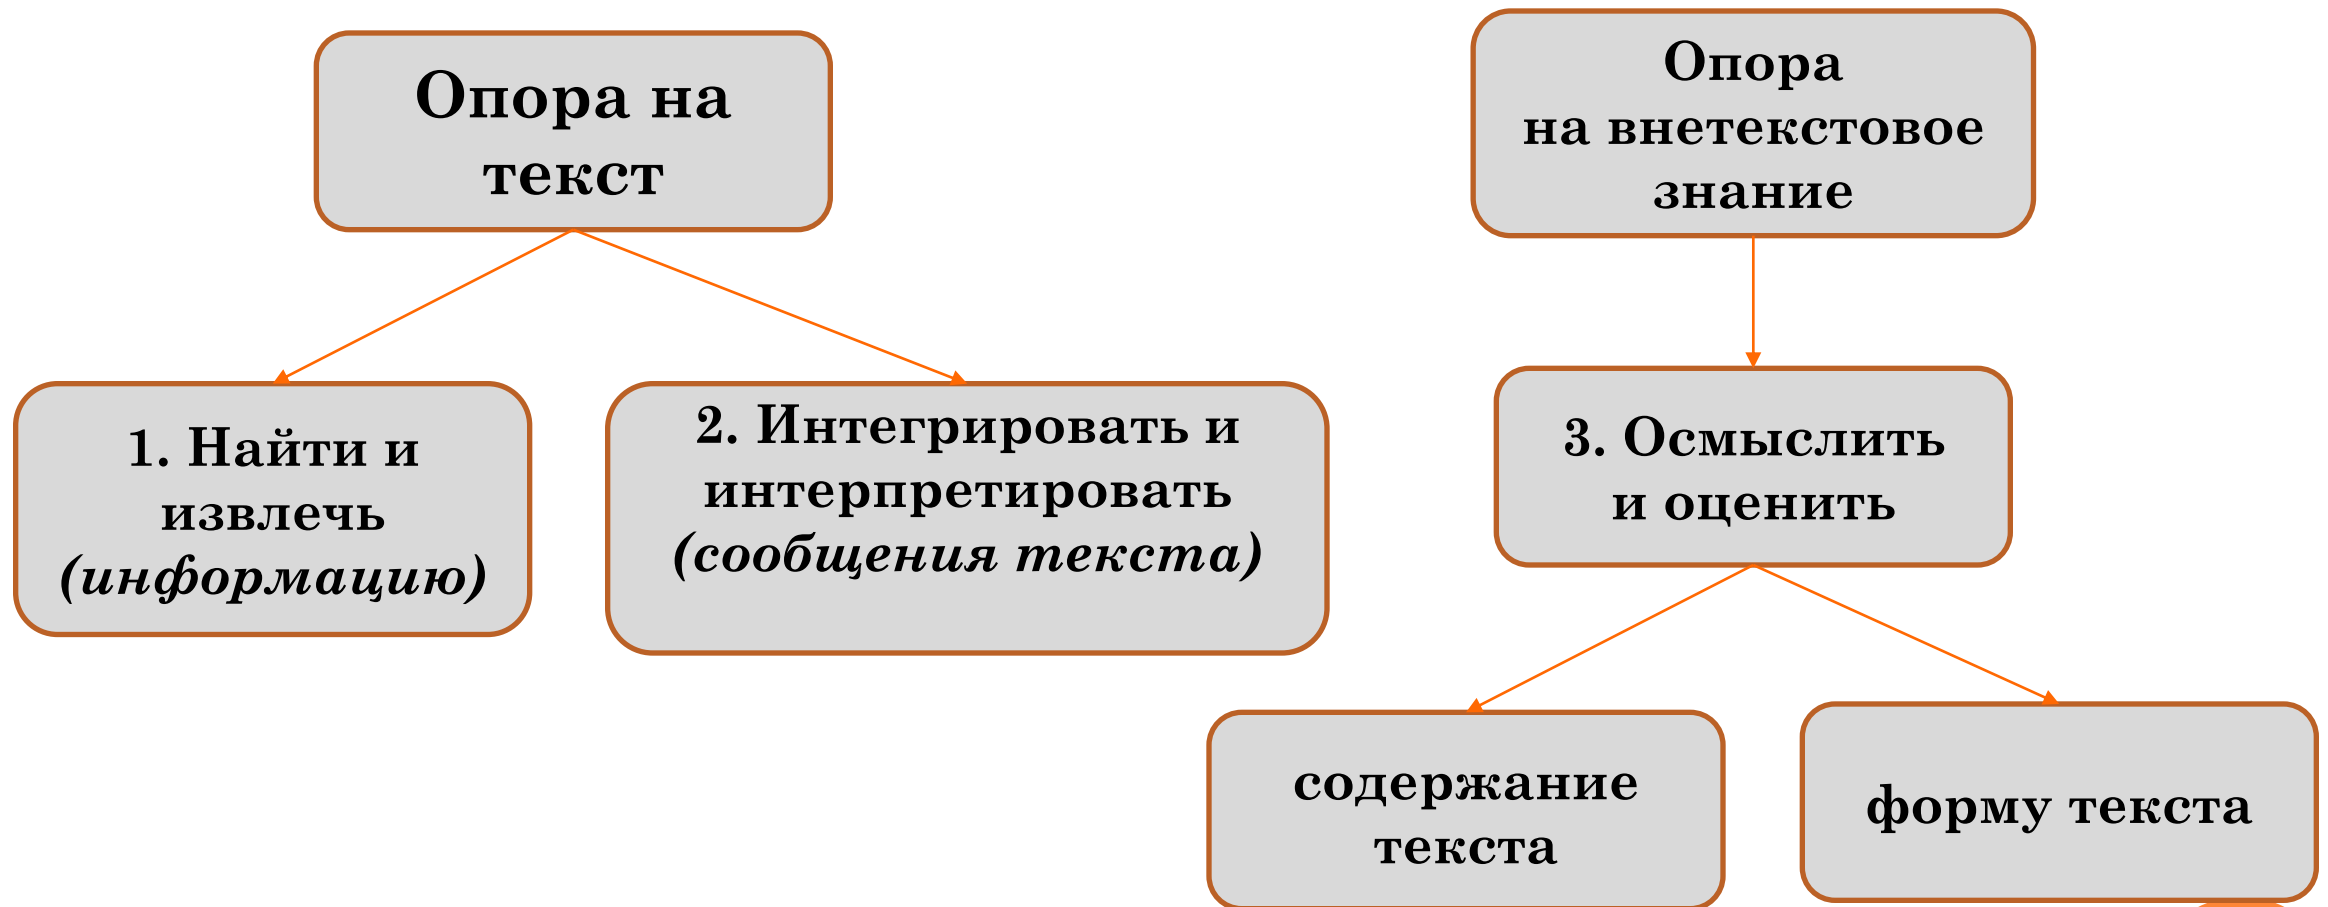 Опора на
текст
Опора
на внетекстовое
знание
1. Найти и
извлечь
(информацию)
2. Интегрировать и
интерпретировать
(сообщения текста)
3. Осмыслить
и оценить
содержание
текста
форму текста